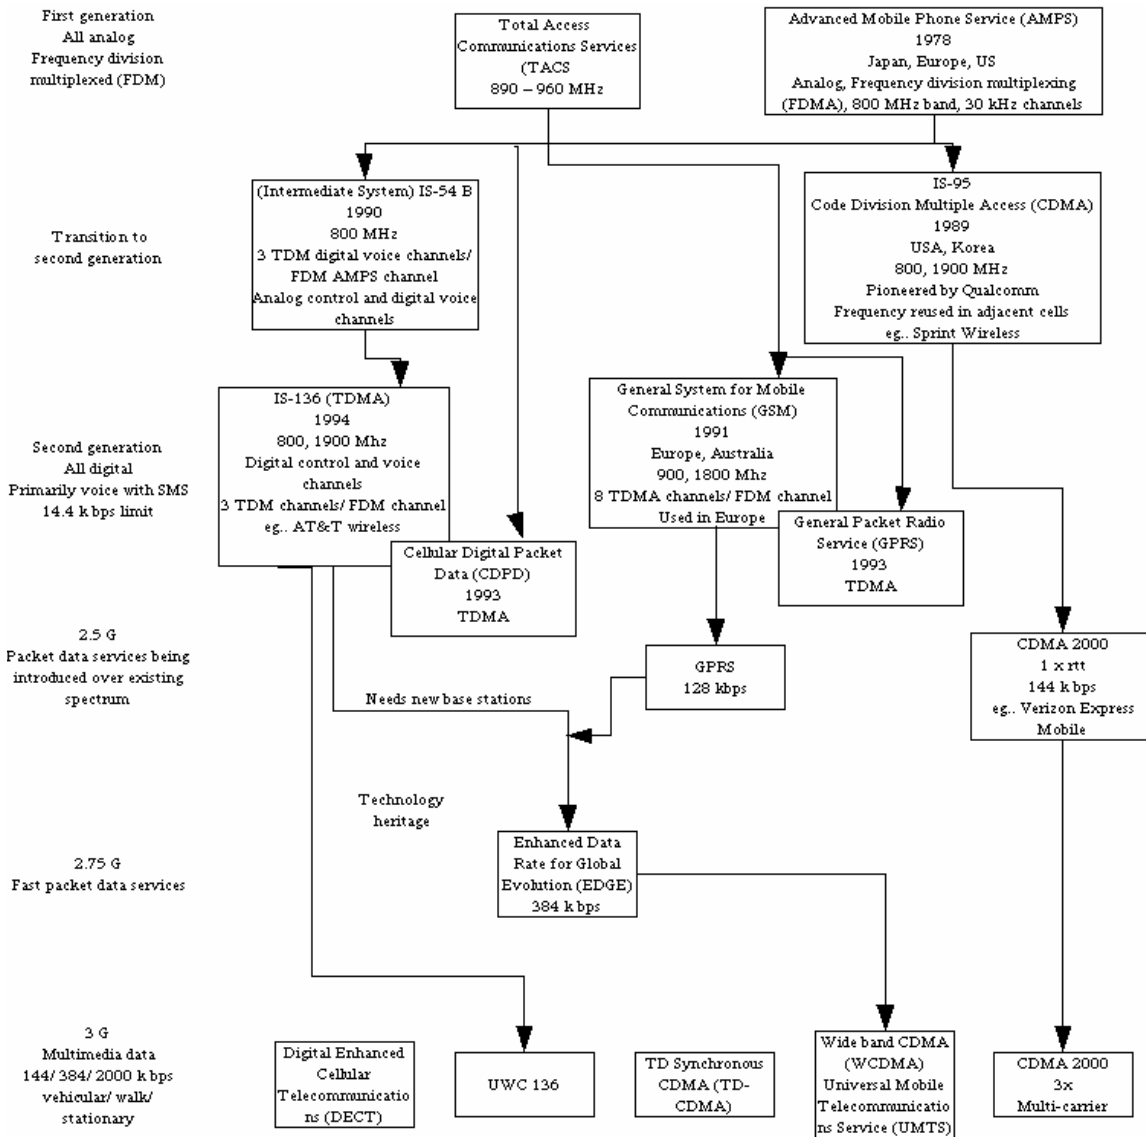 First generation
All analog
Frequency division
multiplexed (FDM)
Total Access
Communications Services
(TACS
890 – 960 MHz
Advanced Mobile Phone Service (AMPS)
1978
Japan, Europe, US
Analog, Frequency division multiplexing
(FDMA), 800 MHz band, 30 kHz channels
Transition to
second generation
(Intermediate System) IS-54 B
1990
800 MHz
3 TDM digital voice channels/
FDM AMPS channel
Analog control and digital voice
channels
IS-95
Code Division Multiple Access (CDMA)
1989
USA, Korea
800, 1900 MHz
Pioneered by Qualcomm
Frequency reused in adjacent cells
eg.. Sprint Wireless
Second generation
All digital
Primarily voice with SMS
14.4 k bps limit
IS-136 (TDMA)
1994
800, 1900 Mhz
Digital control and voice
channels
3 TDM channels/ FDM channel
eg.. AT&T wireless
Cellular Digital Packet
Data (CDPD)
1993
TDMA
General System for Mobile
Communications (GSM)
1991
Europe, Australia
900, 1800 Mhz
8 TDMA channels/ FDM channel
Used in Europe
General Packet Radio
Service (GPRS)
1993
TDMA
2.5 G
Packet data services being
introduced over existing
spectrum
Needs new base stations
GPRS
128 kbps
CDMA 2000
1 x rtt
144 k bps
eg.. Verizon Express
Mobile
Technology
heritage
2.75 G
Fast packet data services
Enhanced Data
Rate for Global
Evolution (EDGE)
384 k bps
3 G
Multimedia data
144/ 384/ 2000 k bps
vehicular/ walk/
stationary
Digital Enhanced
Cellular
Telecommunicatio
ns (DECT)
UWC 136
TD Synchronous
CDMA (TD-
CDMA)
Wide band CDMA
(WCDMA)
Universal Mobile
Telecommunicatio
ns Service (UMTS)
CDMA 2000
3x
Multi-carrier